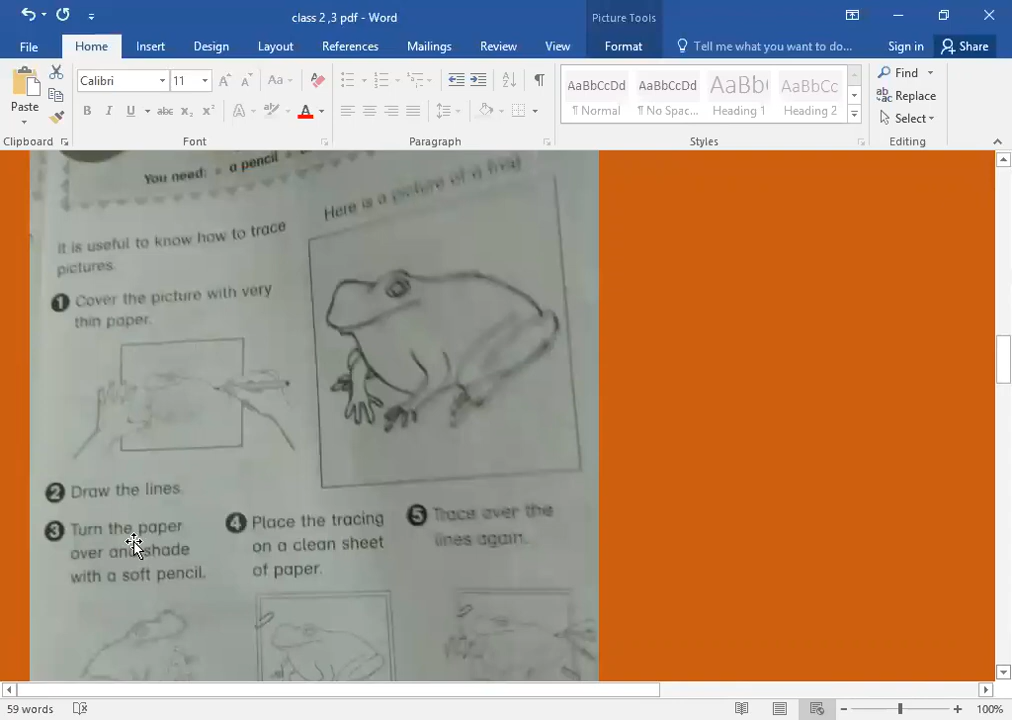 class 2 ,3 pdf - Word
Picture Tools
File
Home
Insert
Design
Layout
References
Mailings
Review
View
Format
Tell me what you want to do...
Sign in
Share
Paste
Clipboard
Calibri
11
B I U abc X₂ X²
Aa
A
Font
Paragraph
AaBbCcDd
¶ Normal
AaBbCcDd
¶ No Spac...
AaBb(
Heading 1
AaBbCc
Heading 2
Styles
Find
Replace
Select
Editing
You need: • a pencil
It is useful to know how to trace
pictures.
1 Cover the picture with very
thin paper.
Here is a picture of a frog
2 Draw the lines.
3 Turn the paper
over and shade
with a soft pencil.
4 Place the tracing
on a clean sheet
of paper.
5 Trace over the
lines again.
59 words
100%